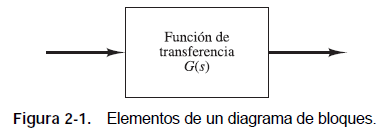 Función de
transferencia
G(s)
Figura 2-1. Elementos de un diagrama de bloques.